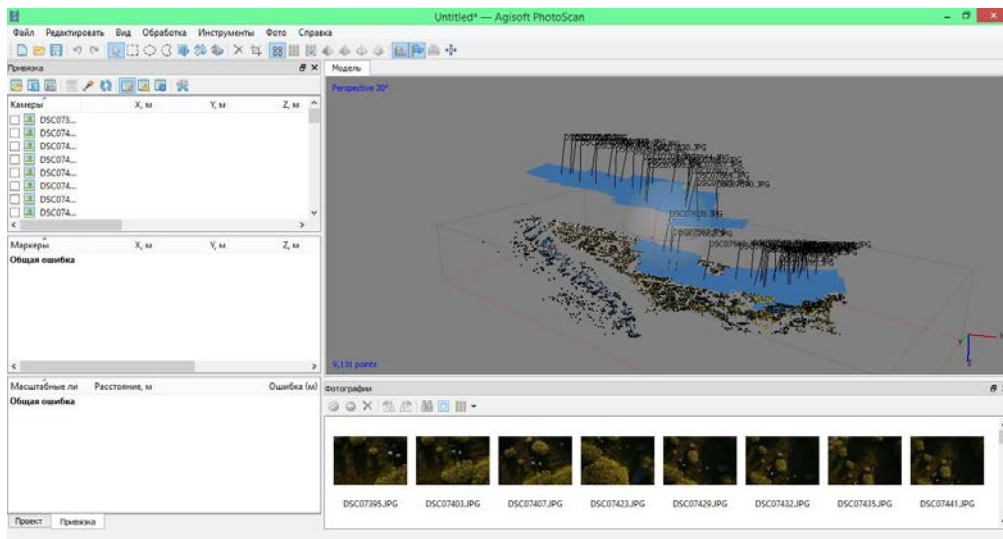 Untitled* — Agisoft PhotoScan
Файл Редактировать Вид Обработка Инструменты Фото Справка
Привязка
Модель
Perspective 30°
Камеры X, м Y, м Z, м
DSC073...
DSC074...
DSC074...
DSC074...
DSC074...
DSC074...
DSC074...
DSC074...
Маркеры X, м Y, м Z, м
Общая ошибка
9,131 points
Масштабные ли Расстояние, м Ошибка (м)
Общая ошибка
Фотографии
DSC07395.JPG DSC07403.JPG DSC07407.JPG DSC07423.JPG DSC07429.JPG DSC07432.JPG DSC07435.JPG DSC07441.JPG
Проект Привязка